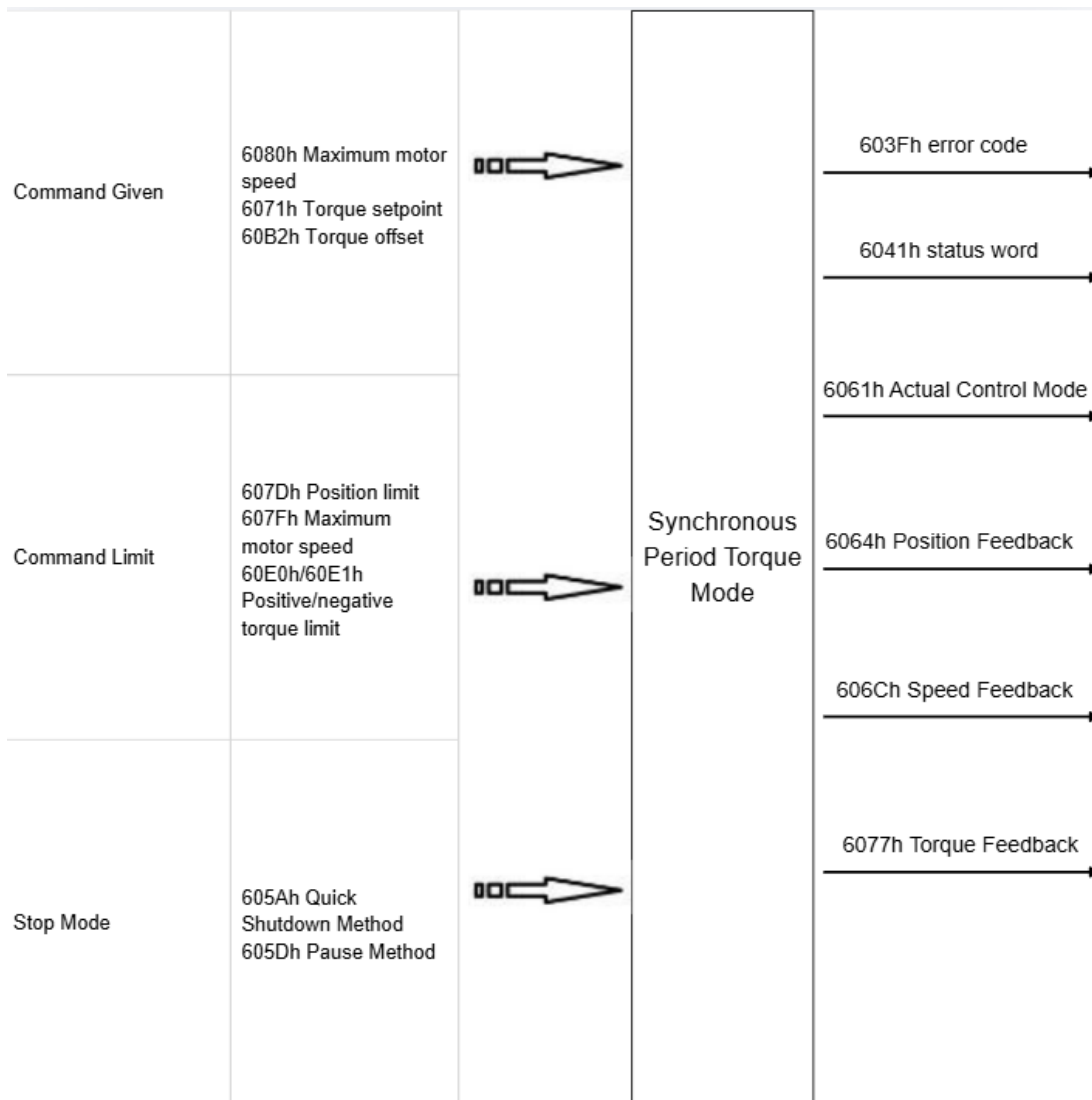 Command Given
6080h Maximum motor
speed
6071h Torque setpoint
60B2h Torque offset
Command Limit
607Dh Position limit
607Fh Maximum
motor speed
60E0h/60E1h
Positive/negative
torque limit
Stop Mode
605Ah Quick
Shutdown Method
605Dh Pause Method
Synchronous
Period Torque
Mode
603Fh error code
6041h status word
6061h Actual Control Mode
6064h Position Feedback
606Ch Speed Feedback
6077h Torque Feedback